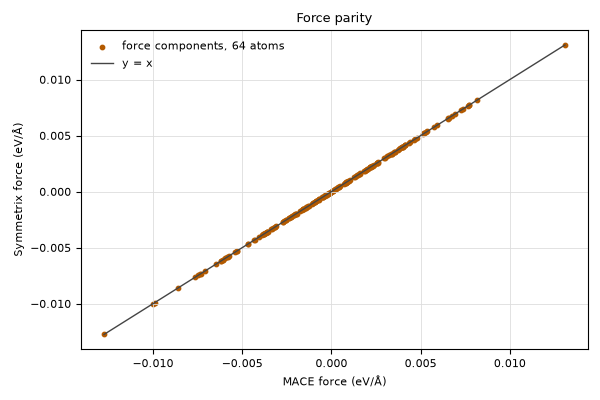 Force parity
force components, 64 atoms
y = x
0.010
0.005
0.000
−0.005
−0.010
Symmetrix force (eV/Å)
−0.010
−0.005
0.000
0.005
0.010
MACE force (eV/Å)